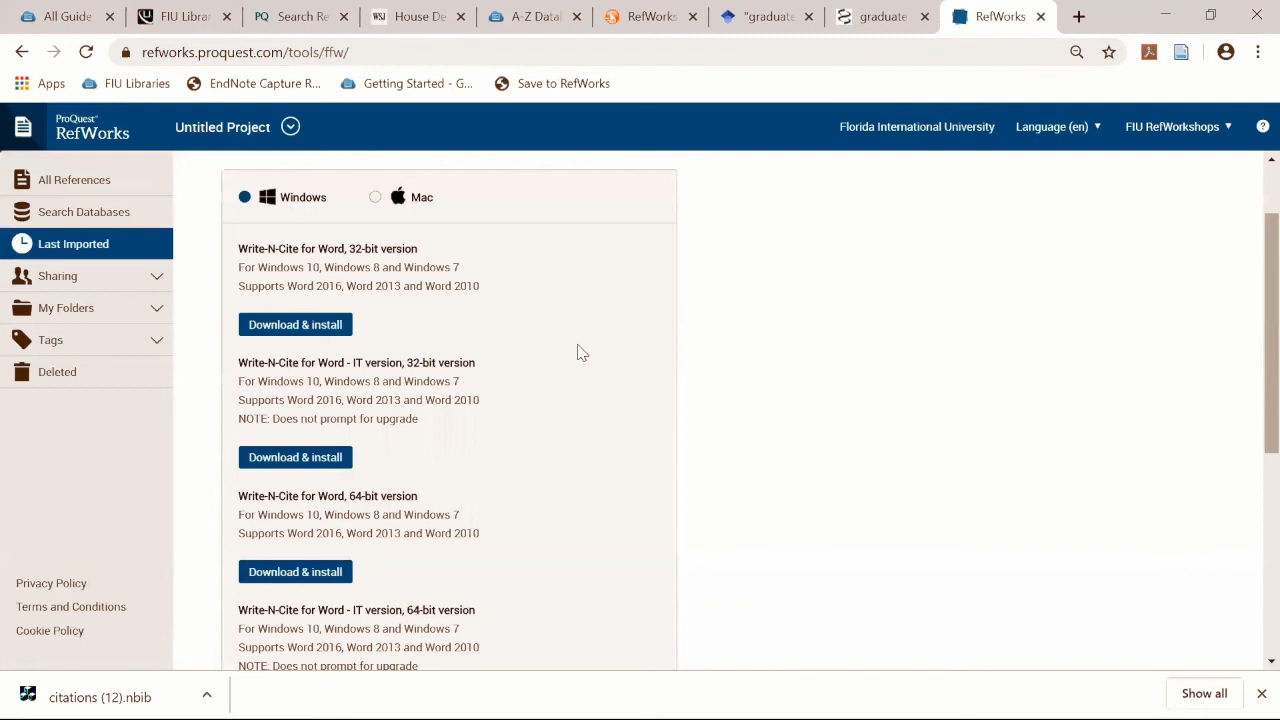 All Guide
FIU Librar
Search Re
House De
A-Z Datal
RefWorks
"graduate
graduate
RefWorks
refworks.proquest.com/tools/ffw/
Apps
FIU Libraries
EndNote Capture R...
Getting Started - G...
Save to RefWorks
ProQuest
RefWorks
Untitled Project
Florida International University
Language (en)
FIU RefWorkshops
All References
Search Databases
Last Imported
Sharing
My Folders
Tags
Deleted
Privacy Policy
Terms and Conditions
Cookie Policy
Windows
Mac
Write-N-Cite for Word, 32-bit version
For Windows 10, Windows 8 and Windows 7
Supports Word 2016, Word 2013 and Word 2010
Download & install
Write-N-Cite for Word - IT version, 32-bit version
For Windows 10, Windows 8 and Windows 7
Supports Word 2016, Word 2013 and Word 2010
NOTE: Does not prompt for upgrade
Download & install
Write-N-Cite for Word, 64-bit version
For Windows 10, Windows 8 and Windows 7
Supports Word 2016, Word 2013 and Word 2010
Download & install
Write-N-Cite for Word - IT version, 64-bit version
For Windows 10, Windows 8 and Windows 7
Supports Word 2016, Word 2013 and Word 2010
NOTE: Does not prompt for upgrade
citations (12).nbib
Show all